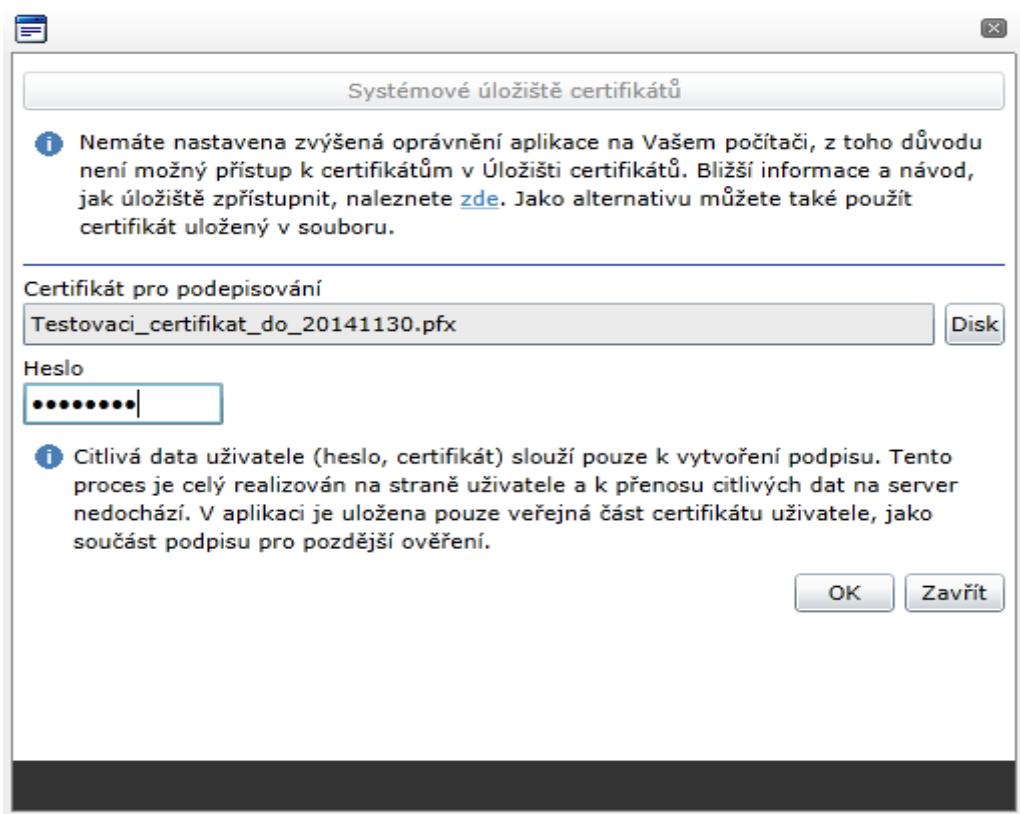 Systémové úložiště certifikátů
Nemáte nastavena zvýšená oprávnění aplikace na Vašem počítači, z toho důvodu
není možný přístup k certifikátům v Úložišti certifikátů. Bližší informace a návod,
jak úložiště zpřístupnit, naleznete zde. Jako alternativu můžete také použít
certifikát uložený v souboru.
Certifikát pro podepisování
Testovaci_certifikat_do_20141130.pfx
Disk
Heslo
••••••••
Citlivá data uživatele (heslo, certifikát) slouží pouze k vytvoření podpisu. Tento
proces je celý realizován na straně uživatele a k přenosu citlivých dat na server
nedochází. V aplikaci je uložena pouze veřejná část certifikátu uživatele, jako
součást podpisu pro pozdější ověření.
OK
Zavřít